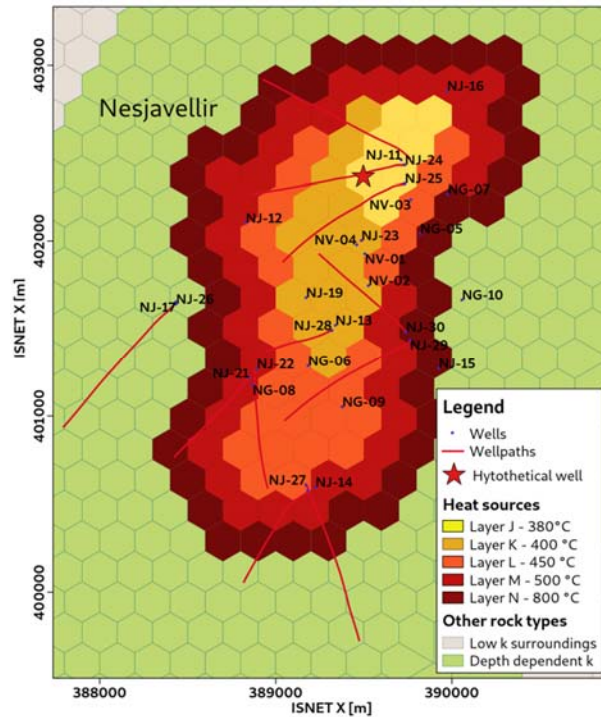 403000
402000
401000
400000
ISNET X [m]
Nesjavellir
NJ-16
NJ-11
NJ-24
NJ-25
NG-07
NV-03
NJ-12
NJ-23
NG-05
NV-04
NV-01
NV-02
NJ-26
NJ-17
NJ-19
NG-10
NJ-28
NJ-13
NJ-30
NJ-29
NJ-21
NJ-22
NG-06
NJ-15
NG-08
NG-09
NJ-27
NJ-14
Legend
Wells
Wellpaths
Hytothetical well
Heat sources
Layer J - 380°C
Layer K - 400 °C
Layer L - 450 °C
Layer M - 500 °C
Layer N - 800 °C
Other rock types
Low k surroundings
Depth dependent k
388000
389000
390000
ISNET X [m]